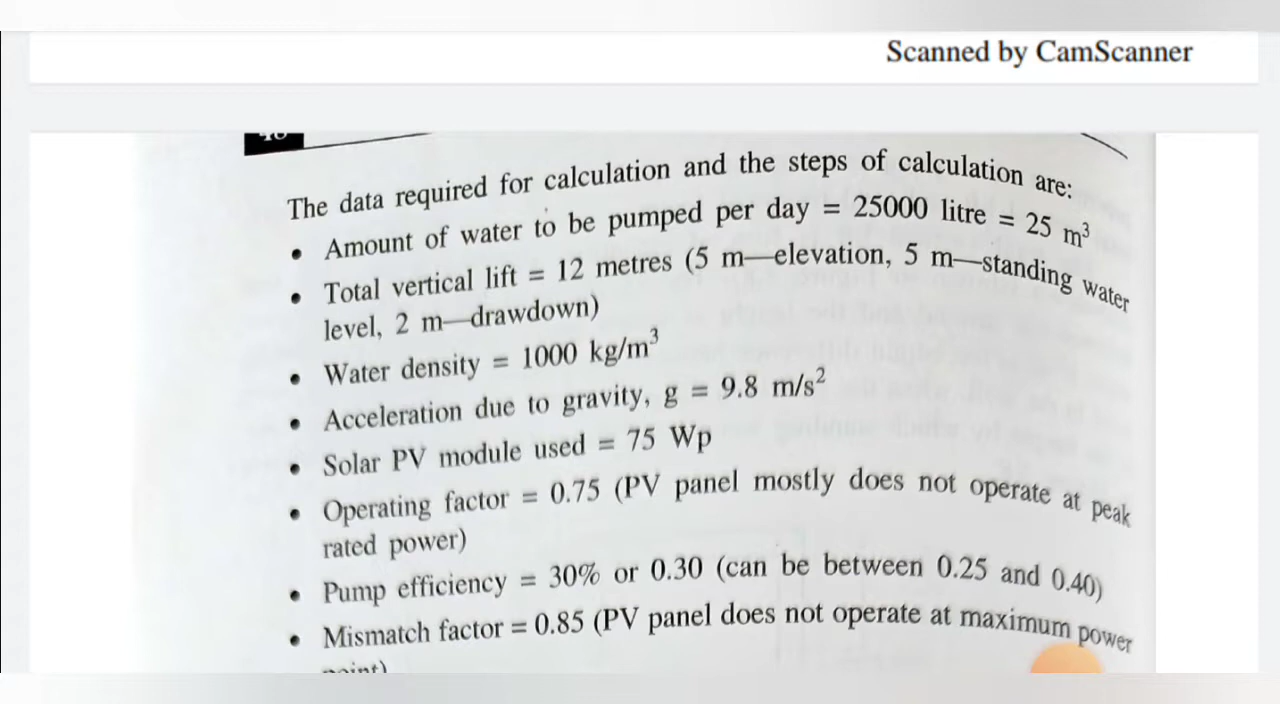 Scanned by CamScanner
The data required for calculation and the steps of calculation are:
• Amount of water to be pumped per day = 25000 litre = 25 m³
• Total vertical lift = 12 metres (5 m—elevation, 5 m—standing water
level, 2 m—drawdown)
• Water density = 1000 kg/m³
• Acceleration due to gravity, g = 9.8 m/s²
• Solar PV module used = 75 Wp
• Operating factor = 0.75 (PV panel mostly does not operate at peak
rated power)
• Pump efficiency = 30% or 0.30 (can be between 0.25 and 0.40)
• Mismatch factor = 0.85 (PV panel does not operate at maximum power
point)